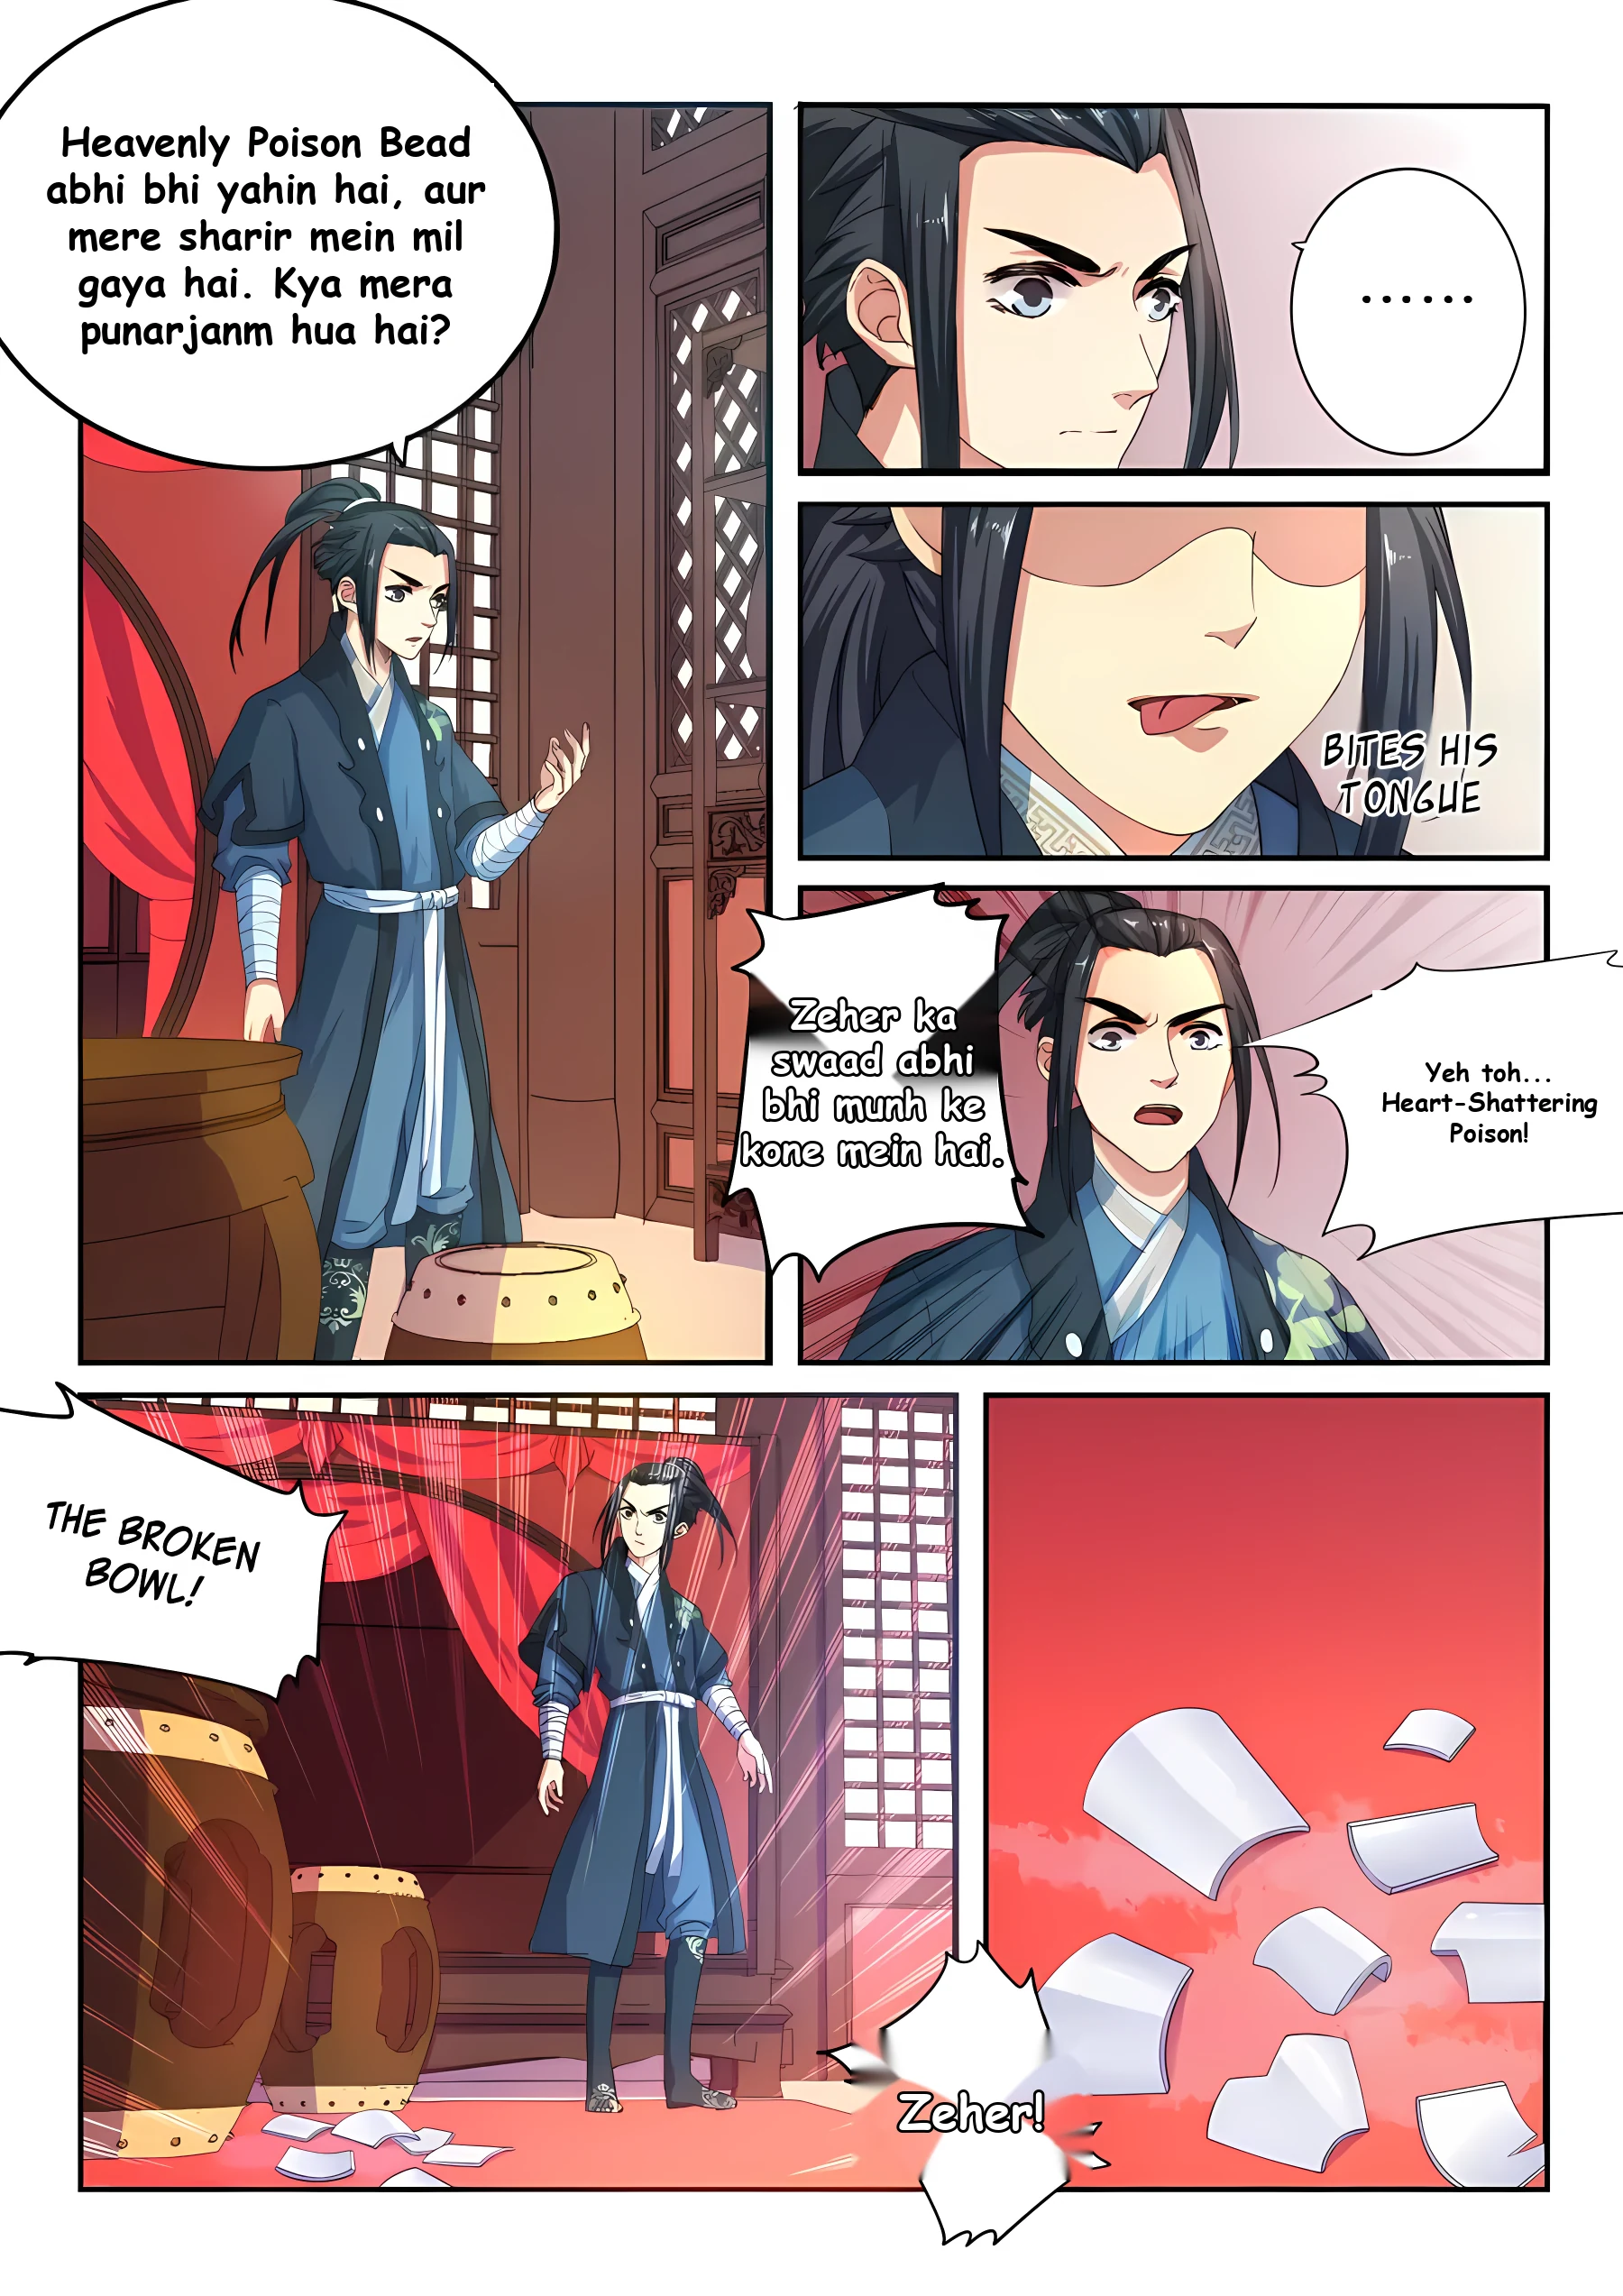 Heavenly Poison Bead
abhi bhi yahin hai, aur
mere sharir mein mil
gaya hai. Kya mera
punarjanm hua hai?
......
BITES HIS
TONGUE
Zeher ka
swaad abhi
bhi munh ke
kone mein hai.
Yeh toh...
Heart-Shattering
Poison!
THE BROKEN
BOWL!
Zeher!